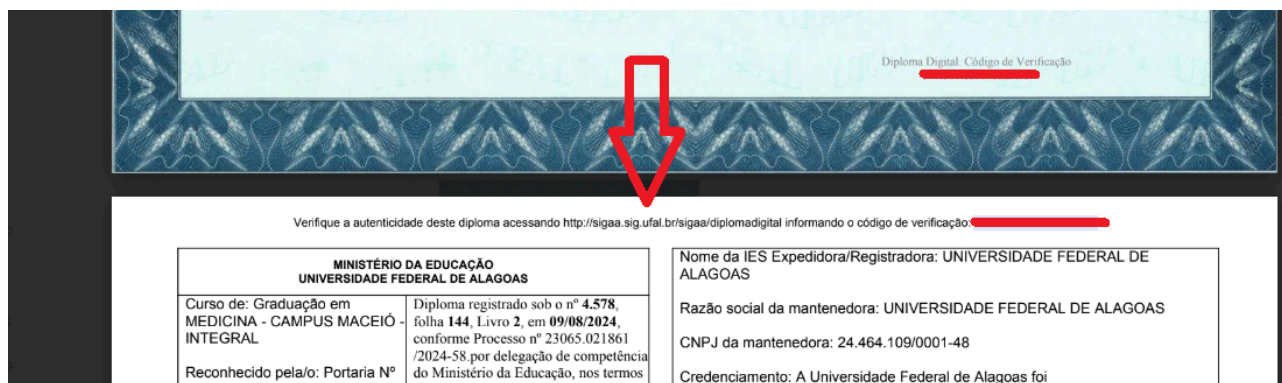 Diploma Digital. Código de Verificação
Verifique a autenticidade deste diploma acessando http://sigaa.sig.ufal.br/sigaa/diplomadigital informando o código de verificação:
MINISTÉRIO DA EDUCAÇÃO
UNIVERSIDADE FEDERAL DE ALAGOAS
Curso de: Graduação em
MEDICINA - CAMPUS MACEIÓ -
INTEGRAL
Reconhecido pela/o: Portaria Nº
Diploma registrado sob o nº 4.578,
folha 144, Livro 2, em 09/08/2024,
conforme Processo nº 23065.021861
/2024-58.por delegação de competência
do Ministério da Educação, nos termos
Nome da IES Expedidora/Registradora: UNIVERSIDADE FEDERAL DE
ALAGOAS
Razão social da mantenedora: UNIVERSIDADE FEDERAL DE ALAGOAS
CNPJ da mantenedora: 24.464.109/0001-48
Credenciamento: A Universidade Federal de Alagoas foi